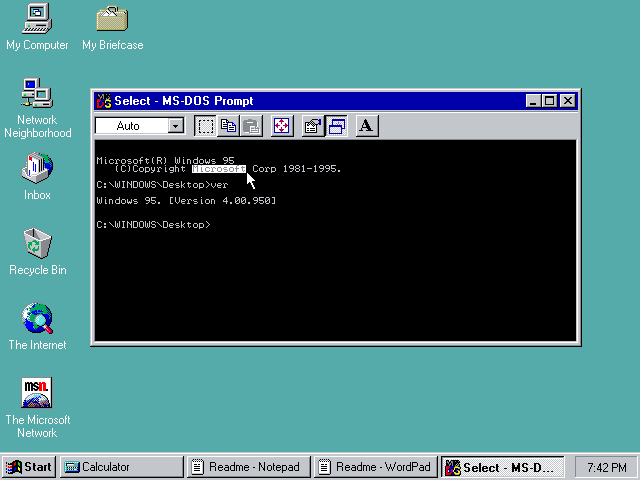 My Computer
My Briefcase
Network
Neighborhood
Inbox
Recycle Bin
The Internet
msn.
The Microsoft
Network
Select - MS-DOS Prompt
Auto
A
Microsoft(R) Windows 95
(C)Copyright Microsoft Corp 1981-1995.
C:\WINDOWS\Desktop>ver
Windows 95. [Version 4.00.950]
C:\WINDOWS\Desktop>
Start
Calculator
Readme - Notepad
Readme - WordPad
Select - MS-D...
7:42 PM